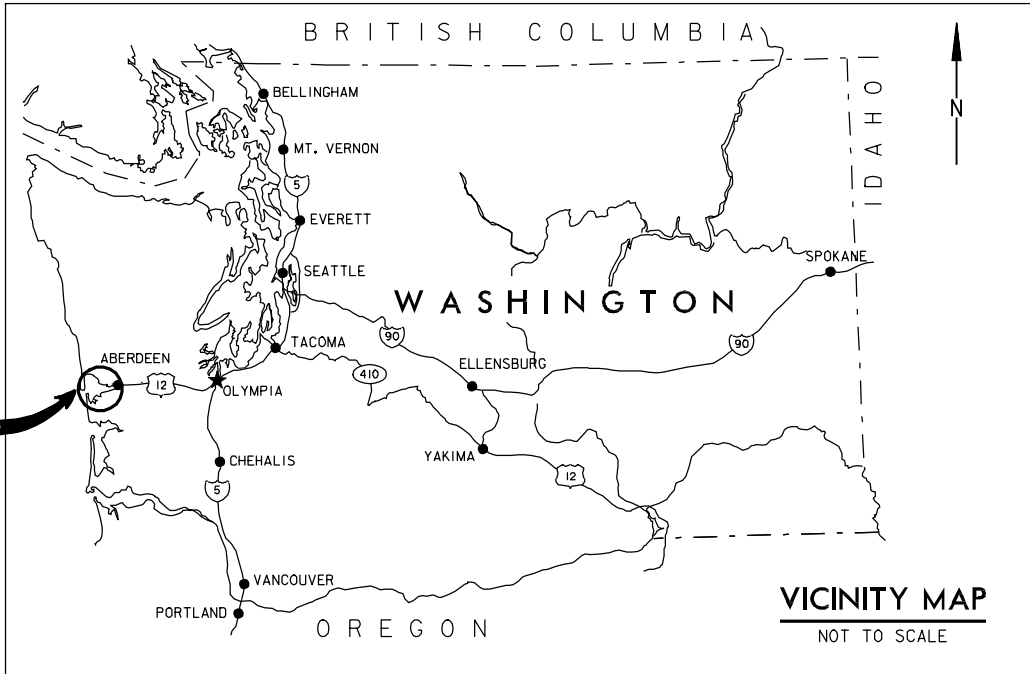 BRITISH COLUMBIA
N
IDAHO
BELLINGHAM
MT. VERNON
5
EVERETT
SPOKANE
SEATTLE
WASHINGTON
90
90
TACOMA
ABERDEEN
ELLENSBURG
410
12
OLYMPIA
YAKIMA
CHEHALIS
12
5
VANCOUVER
VICINITY MAP
PORTLAND
OREGON
NOT TO SCALE